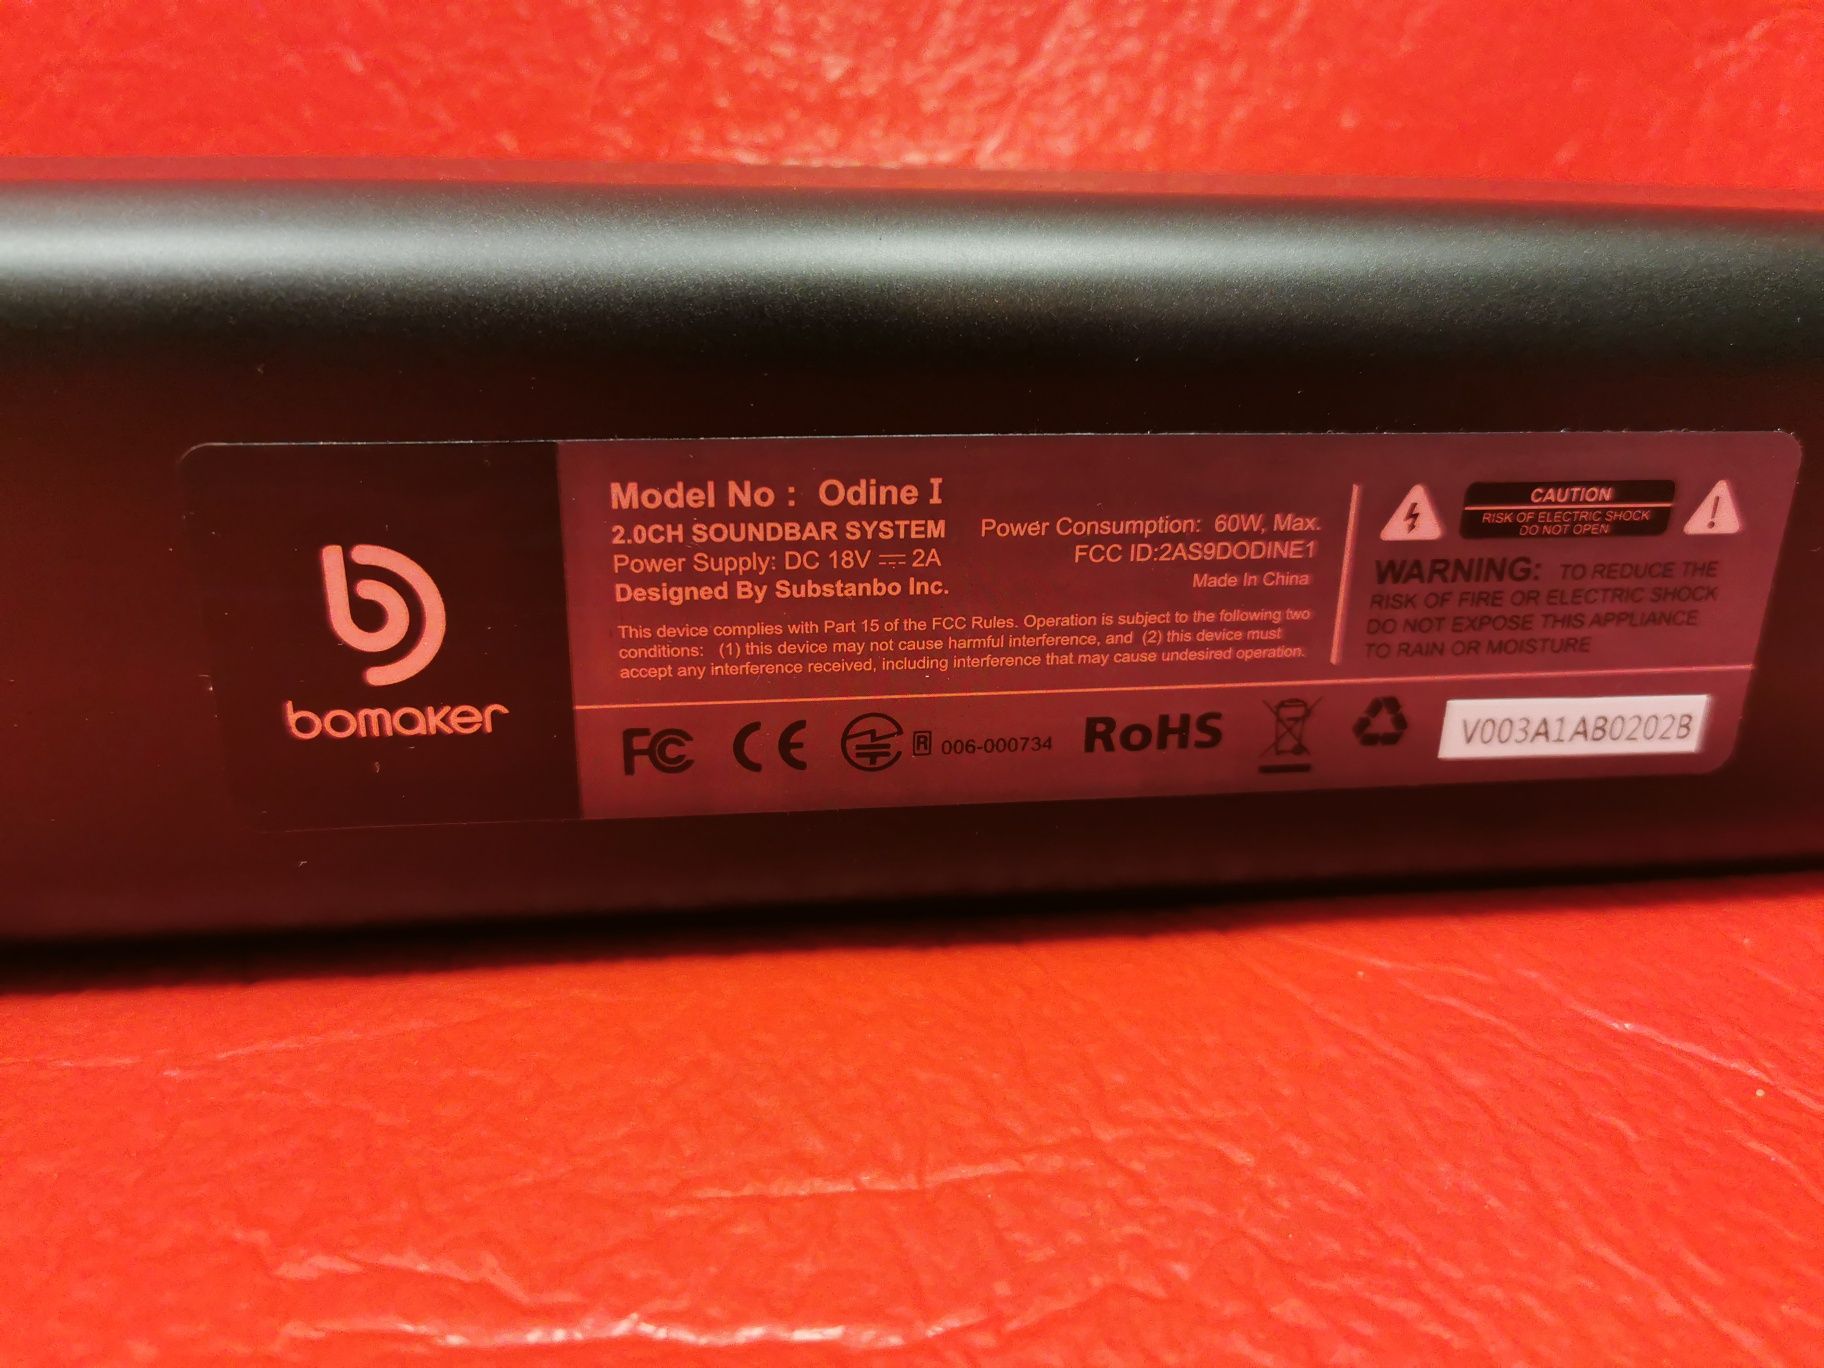 bomaker
Model No : Odine I
2.0CH SOUNDBAR SYSTEM
Power Supply: DC 18V ⎓ 2A
Designed By Substanbo Inc.
Power Consumption: 60W, Max.
FCC ID:2AS9DODINE1
Made In China
This device complies with Part 15 of the FCC Rules. Operation is subject to the following two
conditions: (1) this device may not cause harmful interference, and (2) this device must
accept any interference received, including interference that may cause undesired operation.
CAUTION
RISK OF ELECTRIC SHOCK
DO NOT OPEN
WARNING: TO REDUCE THE
RISK OF FIRE OR ELECTRIC SHOCK
DO NOT EXPOSE THIS APPLIANCE
TO RAIN OR MOISTURE
FC CE R 006-000734 RoHS
V003A1AB0202B